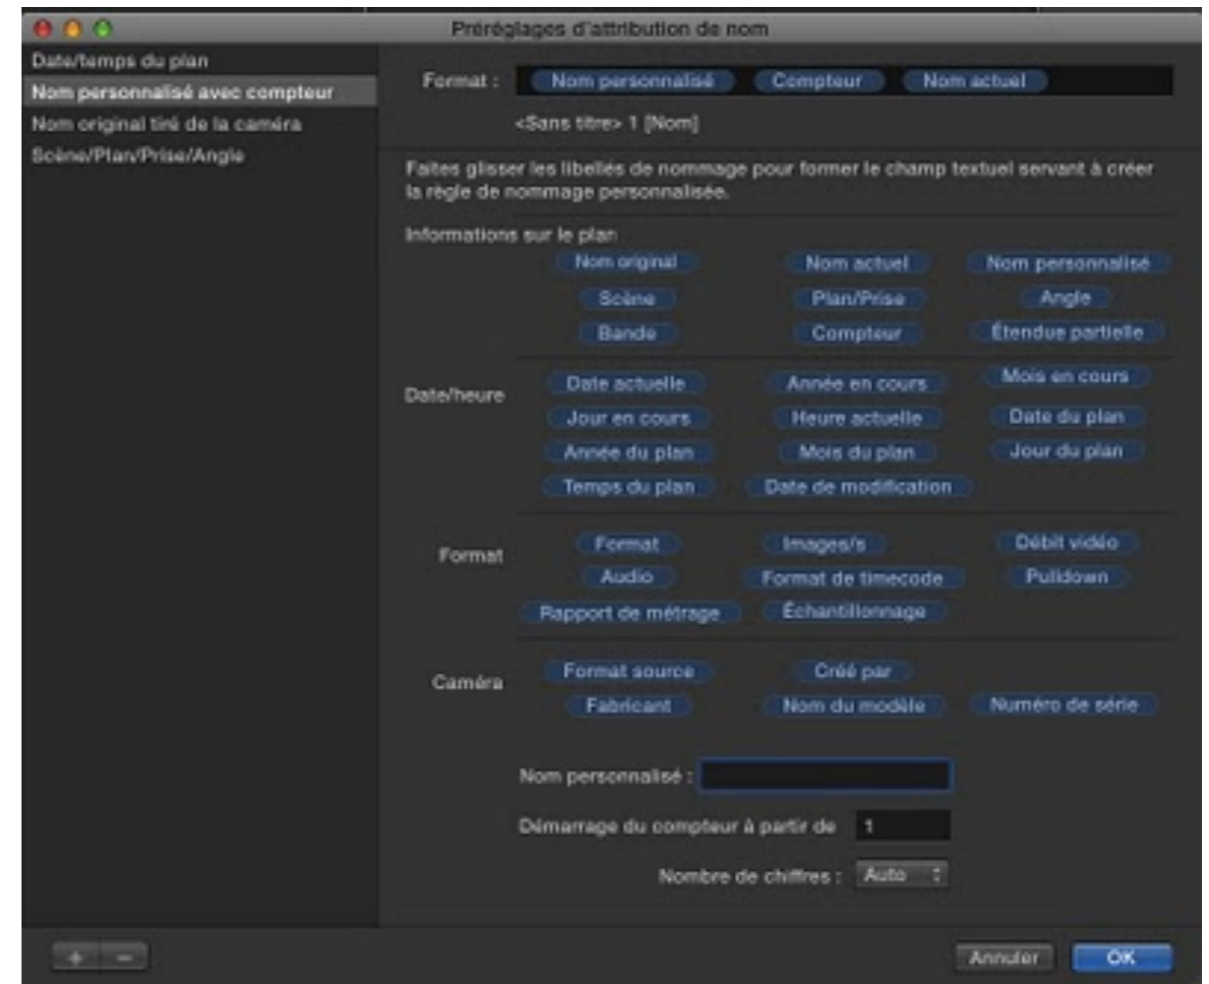 Préréglages d'attribution de nom
Date/temps du plan
Nom personnalisé avec compteur
Nom original tiré de la caméra
Scène/Plan/Prise/Angle
Format : Nom personnalisé Compteur Nom actuel
<Sans titre> 1 [Nom]
Faites glisser les libellés de nommage pour former le champ textuel servant à créer
la règle de nommage personnalisée.
Informations sur le plan
Nom original Nom actuel Nom personnalisé
Scène Plan/Prise Angle
Bande Compteur Étendue partielle
Date/heure
Date actuelle Année en cours Mois en cours
Jour en cours Heure actuelle Date du plan
Année du plan Mois du plan Jour du plan
Temps du plan Date de modification
Format
Format Images/s Débit vidéo
Audio Format de timecode Pulldown
Rapport de métrage Échantillonnage
Caméra
Format source Créé par
Fabricant Nom du modèle Numéro de série
Nom personnalisé :
Démarrage du compteur à partir de 1
Nombre de chiffres : Auto
+ −
Annuler OK